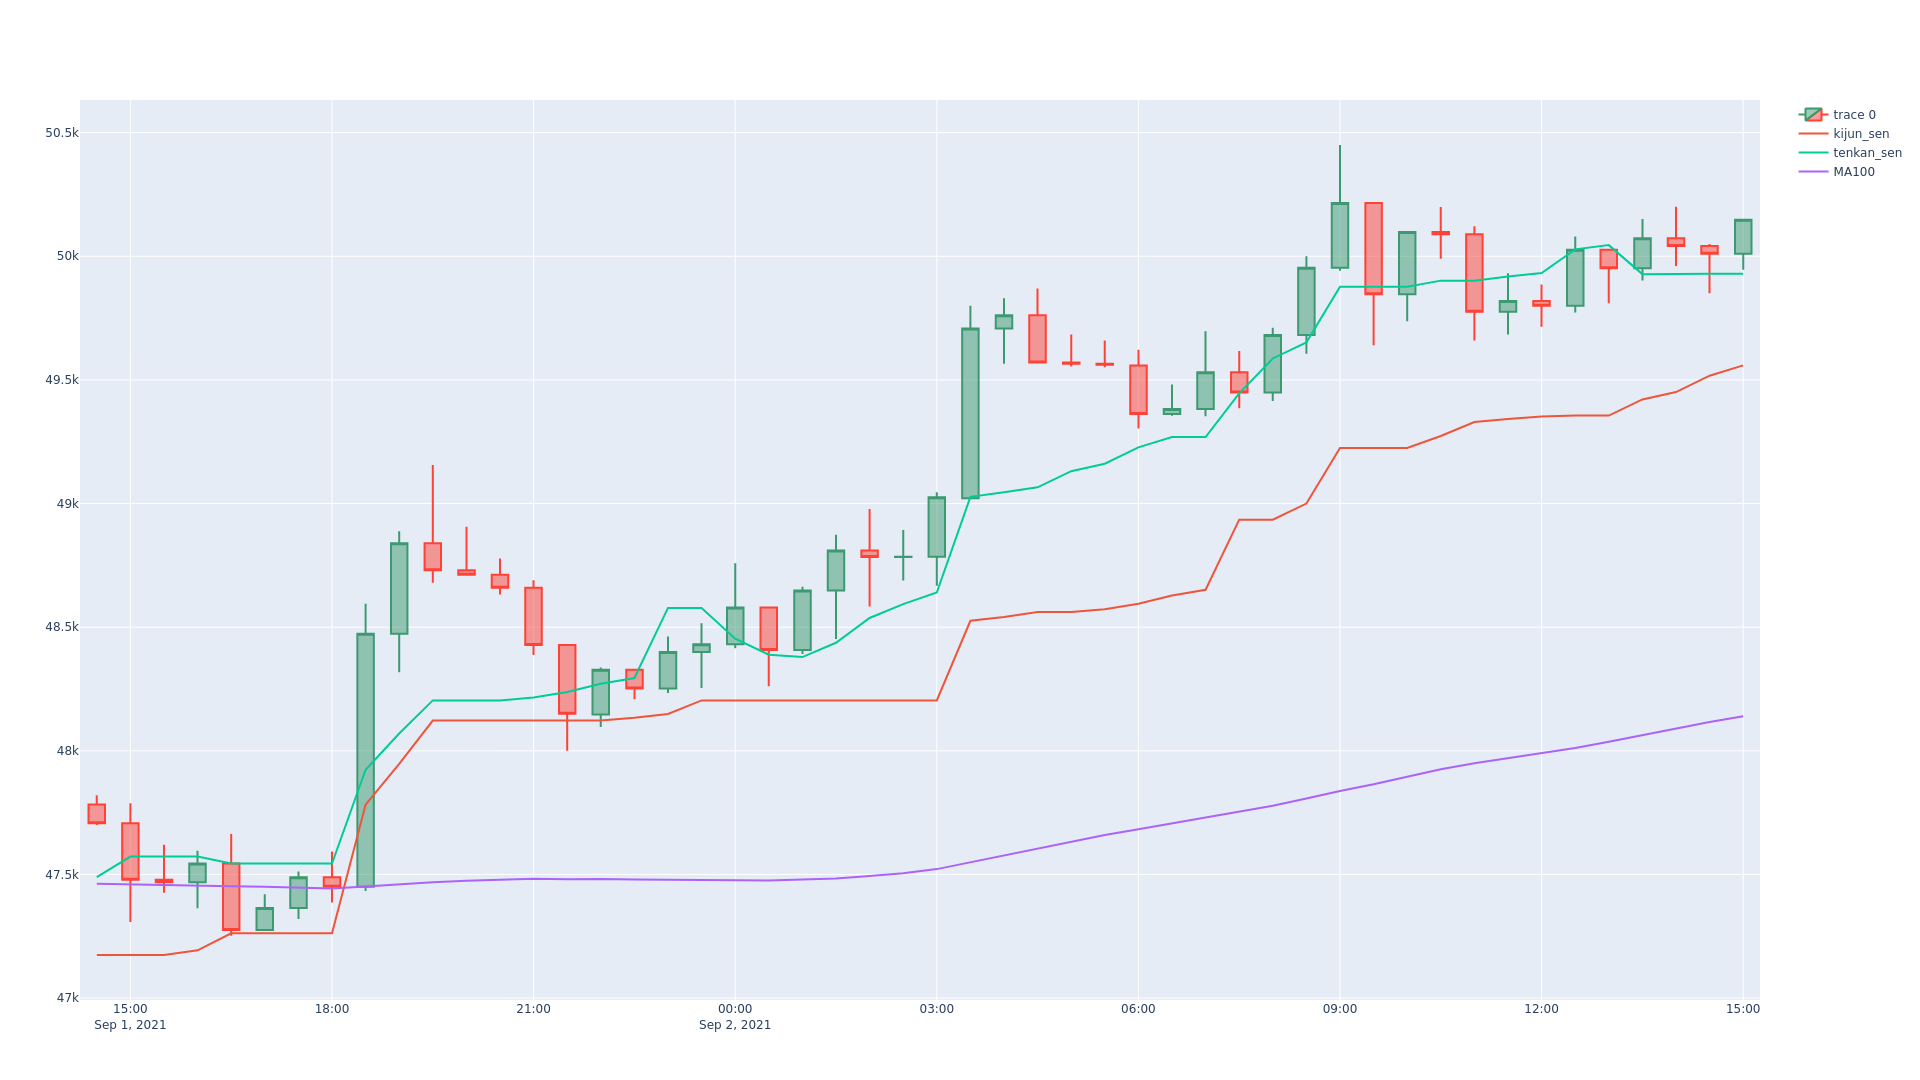 50.5k
50k
49.5k
49k
48.5k
48k
47.5k
47k
15:00 18:00 21:00 00:00 03:00 06:00 09:00 12:00 15:00
Sep 1, 2021 Sep 2, 2021
trace 0
kijun_sen
tenkan_sen
MA100